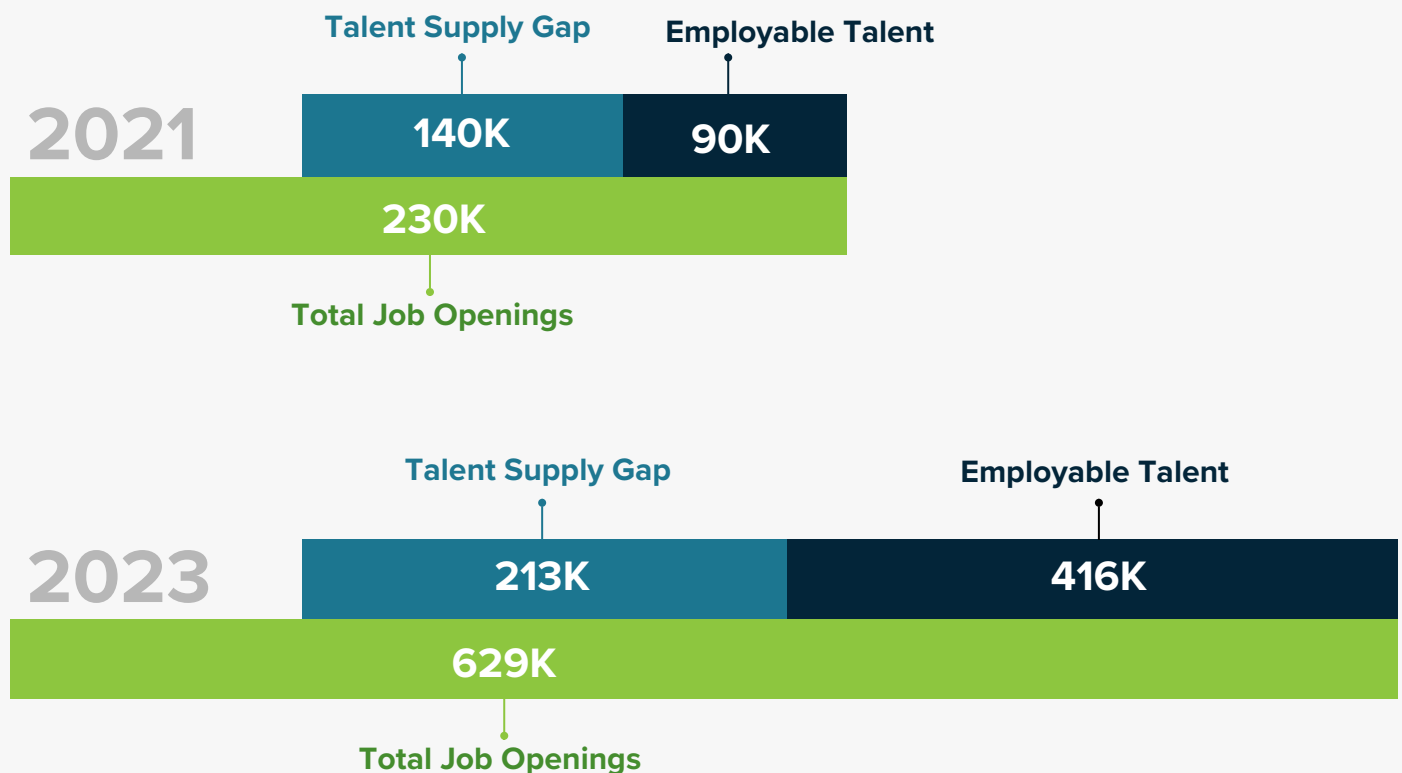 Talent Supply Gap
Employable Talent
2021
140K
90K
230K
Total Job Openings
Talent Supply Gap
Employable Talent
2023
213K
416K
629K
Total Job Openings